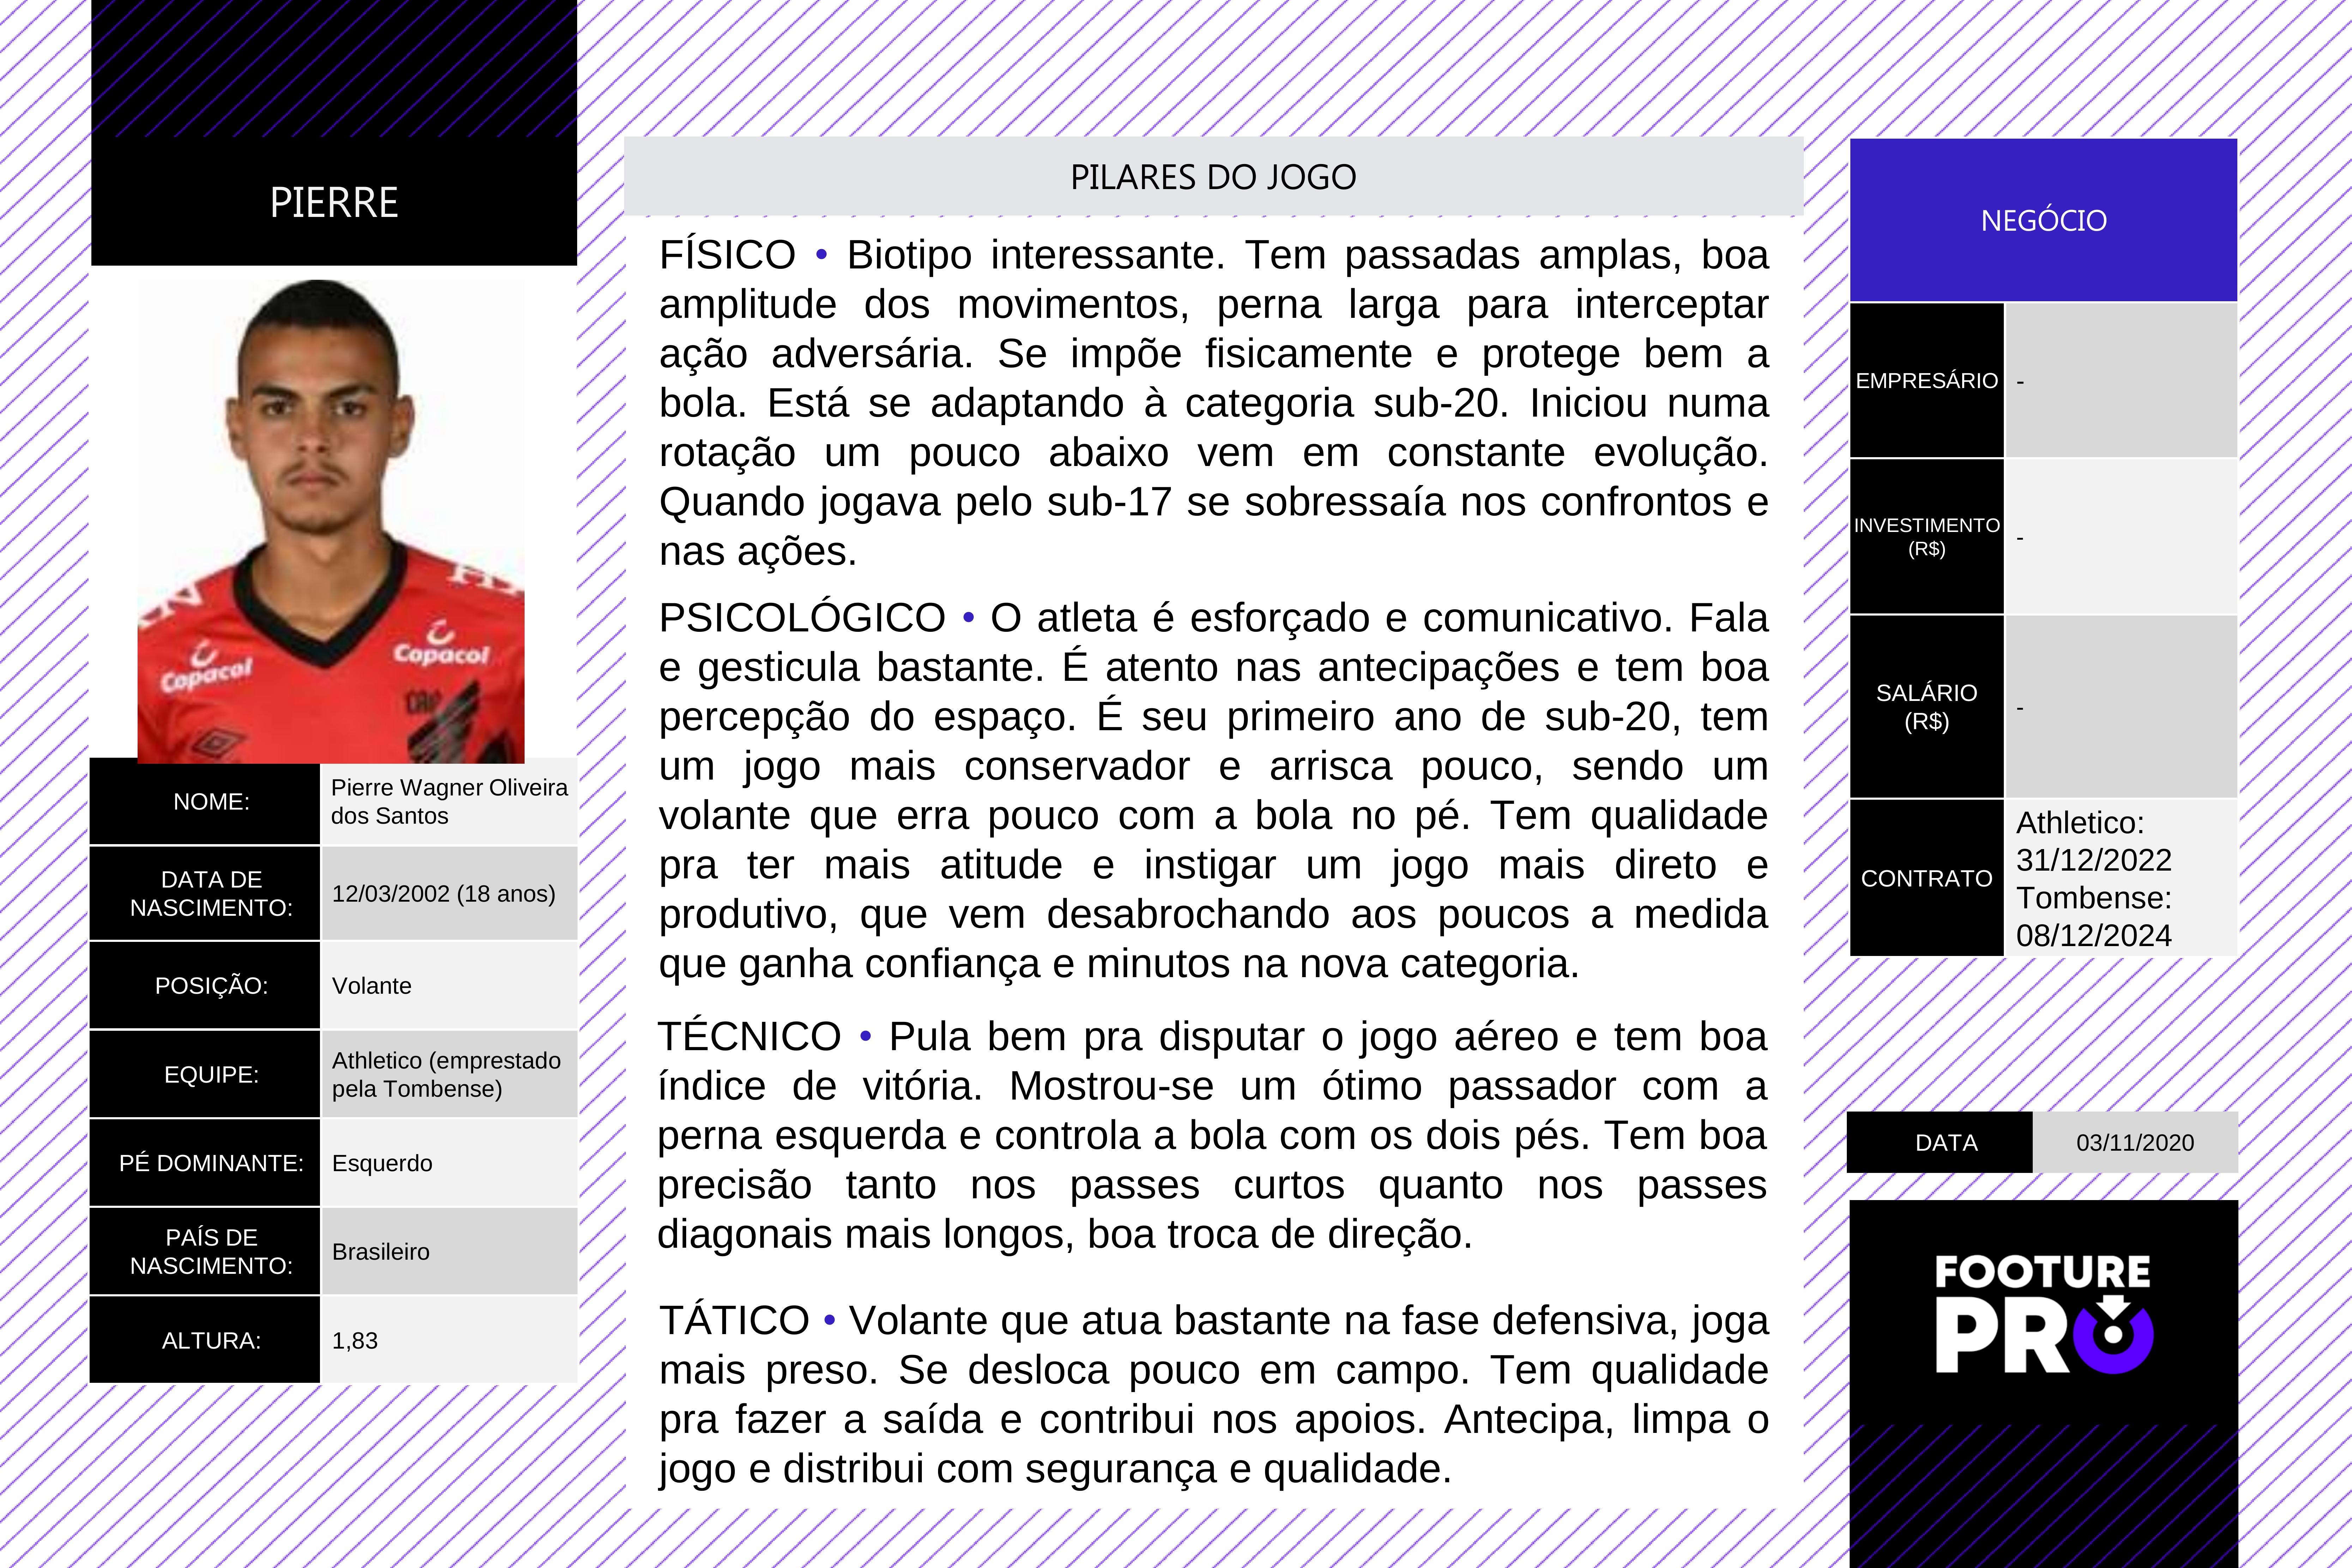 PIERRE
NOME:
Pierre Wagner Oliveira
dos Santos
DATA DE
NASCIMENTO:
12/03/2002 (18 anos)
POSIÇÃO:
Volante
EQUIPE:
Athletico (emprestado
pela Tombense)
PÉ DOMINANTE:
Esquerdo
PAÍS DE
NASCIMENTO:
Brasileiro
ALTURA:
1,83
Copacol
Copacol
CAP
PILARES DO JOGO
FÍSICO • Biotipo interessante. Tem passadas amplas, boa
amplitude dos movimentos, perna larga para interceptar
ação adversária. Se impõe fisicamente e protege bem a
bola. Está se adaptando à categoria sub-20. Iniciou numa
rotação um pouco abaixo vem em constante evolução.
Quando jogava pelo sub-17 se sobressaía nos confrontos e
nas ações.
PSICOLÓGICO • O atleta é esforçado e comunicativo. Fala
e gesticula bastante. É atento nas antecipações e tem boa
percepção do espaço. É seu primeiro ano de sub-20, tem
um jogo mais conservador e arrisca pouco, sendo um
volante que erra pouco com a bola no pé. Tem qualidade
pra ter mais atitude e instigar um jogo mais direto e
produtivo, que vem desabrochando aos poucos a medida
que ganha confiança e minutos na nova categoria.
TÉCNICO • Pula bem pra disputar o jogo aéreo e tem boa
índice de vitória. Mostrou-se um ótimo passador com a
perna esquerda e controla a bola com os dois pés. Tem boa
precisão tanto nos passes curtos quanto nos passes
diagonais mais longos, boa troca de direção.
TÁTICO • Volante que atua bastante na fase defensiva, joga
mais preso. Se desloca pouco em campo. Tem qualidade
pra fazer a saída e contribui nos apoios. Antecipa, limpa o
jogo e distribui com segurança e qualidade.
NEGÓCIO
EMPRESÁRIO
-
INVESTIMENTO
(R$)
-
SALÁRIO
(R$)
-
CONTRATO
Athletico:
31/12/2022
Tombense:
08/12/2024
DATA
03/11/2020
FOOTURE
PRO